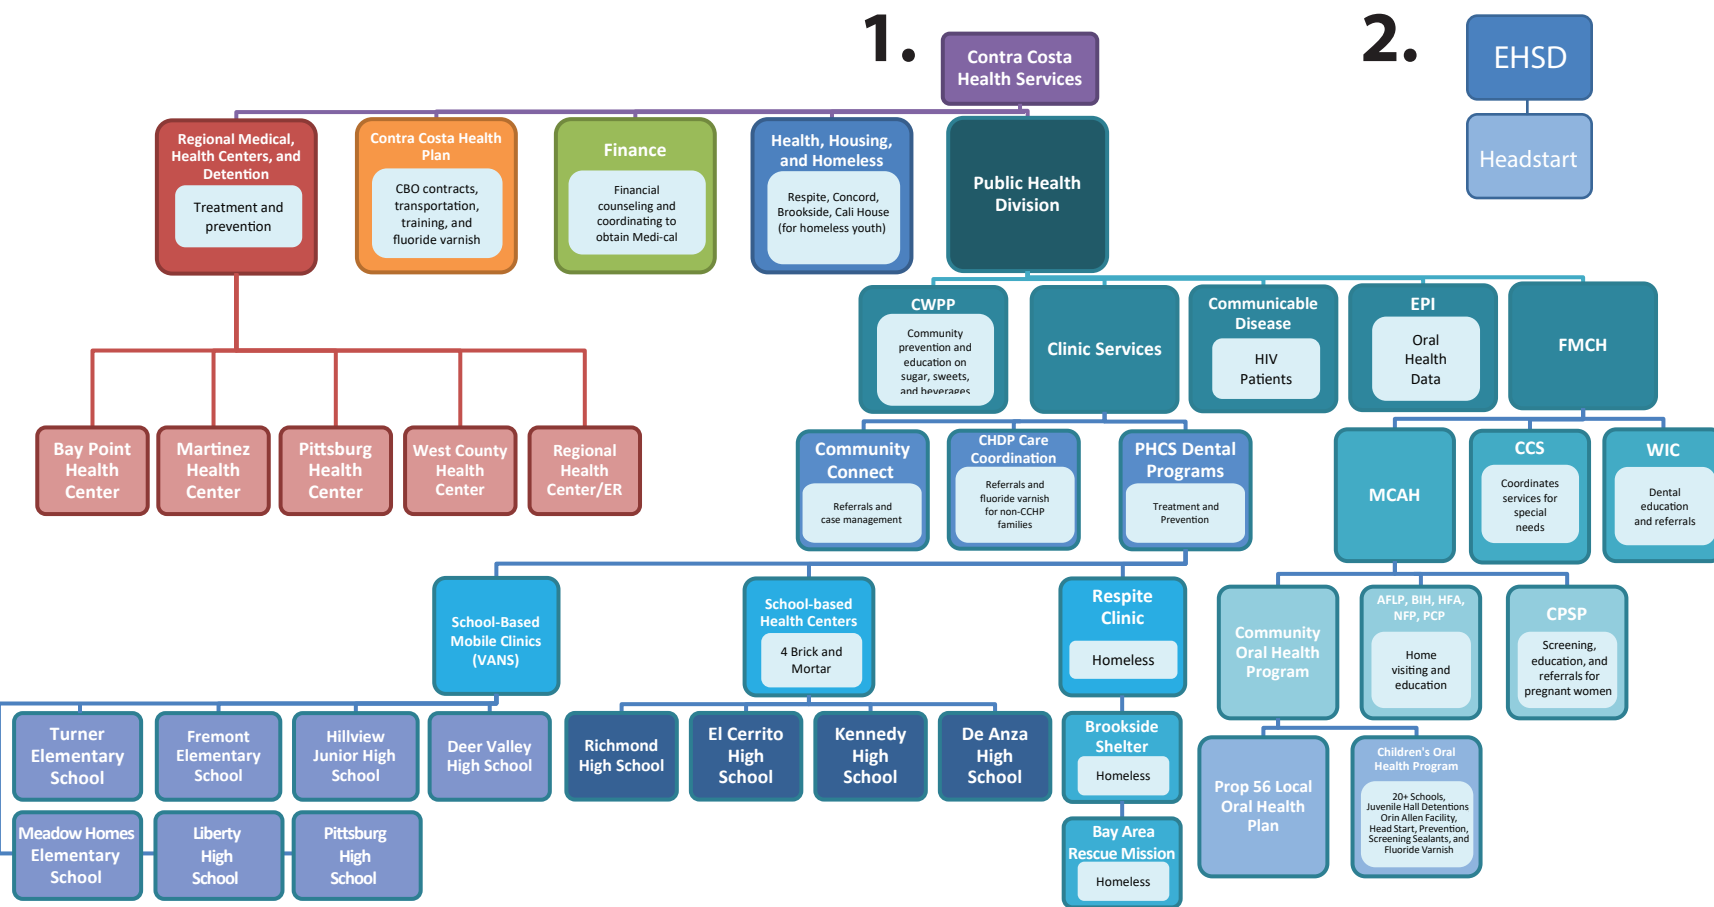 1.
Contra Costa
Health Services
2.
EHSD
Headstart
Regional Medical,
Health Centers, and
Detention
Treatment and
prevention
Contra Costa Health
Plan
CBO contracts,
transportation,
training, and
fluoride varnish
Finance
Financial
counseling and
coordinating to
obtain Medi-cal
Health, Housing,
and Homeless
Respite, Concord,
Brookside, Cali House
(for homeless youth)
Public Health
Division
CWPP
Community
prevention and
education on
sugar, sweets,
and beverages
Clinic Services
Communicable
Disease
HIV
Patients
EPI
Oral
Health
Data
FMCH
Bay Point
Health
Center
Martinez
Health
Center
Pittsburg
Health
Center
West County
Health
Center
Regional
Health
Center/ER
Community
Connect
Referrals and
case management
CHDP Care
Coordination
Referrals and
fluoride varnish
for non-CCHP
families
PHCS Dental
Programs
Treatment and
Prevention
MCAH
CCS
Coordinates
services for
special
needs
WIC
Dental
education
and referrals
School-Based
Mobile Clinics
(VANS)
School-based
Health Centers
4 Brick and
Mortar
Respite
Clinic
Homeless
Community
Oral Health
Program
AFLP, BIH, HFA,
NFP, PCP
Home
visiting and
education
CPSP
Screening,
education, and
referrals for
pregnant women
Turner
Elementary
School
Fremont
Elementary
School
Hillview
Junior High
School
Deer Valley
High School
Richmond
High School
El Cerrito
High
School
Kennedy
High
School
De Anza
High
School
Brookside
Shelter
Homeless
Prop 56 Local
Oral Health
Plan
Children's Oral
Health Program
20+ Schools,
Juvenile Hall Detentions
Orin Allen Facility,
Head Start, Prevention,
Screening Sealants, and
Fluoride Varnish
Meadow Homes
Elementary
School
Liberty
High
School
Pittsburg
High
School
Bay Area
Rescue Mission
Homeless